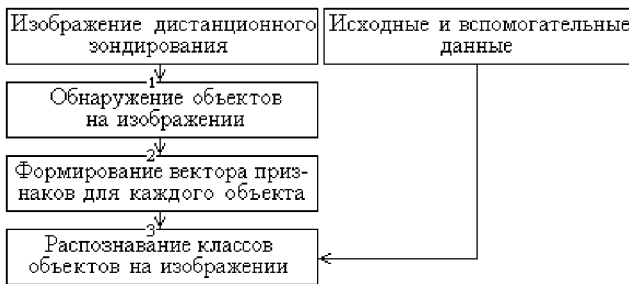 Изображение дистанционного
зондирования
Исходные и вспомогательные
данные
1
Обнаружение объектов
на изображении
2
Формирование вектора приз-
наков для каждого объекта
3
Распознавание классов
объектов на изображении